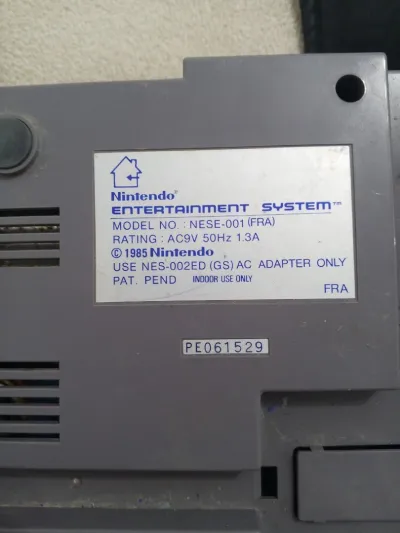 Nintendo®
ENTERTAINMENT SYSTEM™
MODEL NO. : NESE-001 (FRA)
RATING : AC9V 50Hz 1.3A
© 1985 Nintendo
USE NES-002ED (GS) AC ADAPTER ONLY
PAT. PEND INDOOR USE ONLY
FRA
PE061529